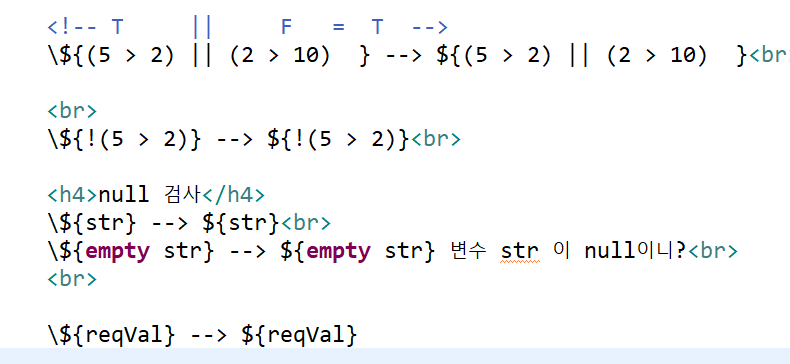 <!-- T     ||     F   =  T  -->
\${(5 > 2) || (2 > 10)  } --> ${(5 > 2) || (2 > 10)  }<br
<br>
\${!(5 > 2)} --> ${!(5 > 2)}<br>
<h4>null 검사</h4>
\${str} --> ${str}<br>
\${empty str} --> ${empty str} 변수 str 이 null이니?<br>
<br>
\${reqVal} --> ${reqVal}